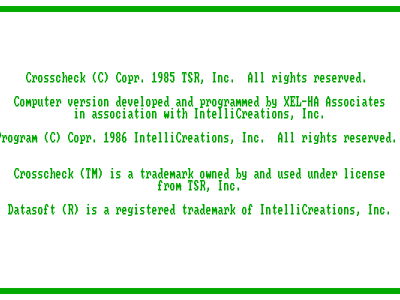 Crosscheck (C) Copr. 1985 TSR, Inc.  All rights reserved.
Computer version developed and programmed by XEL-HA Associates
in association with IntelliCreations, Inc.
Program (C) Copr. 1986 IntelliCreations, Inc.  All rights reserved.
Crosscheck (TM) is a trademark owned by and used under license
from TSR, Inc.
Datasoft (R) is a registered trademark of IntelliCreations, Inc.